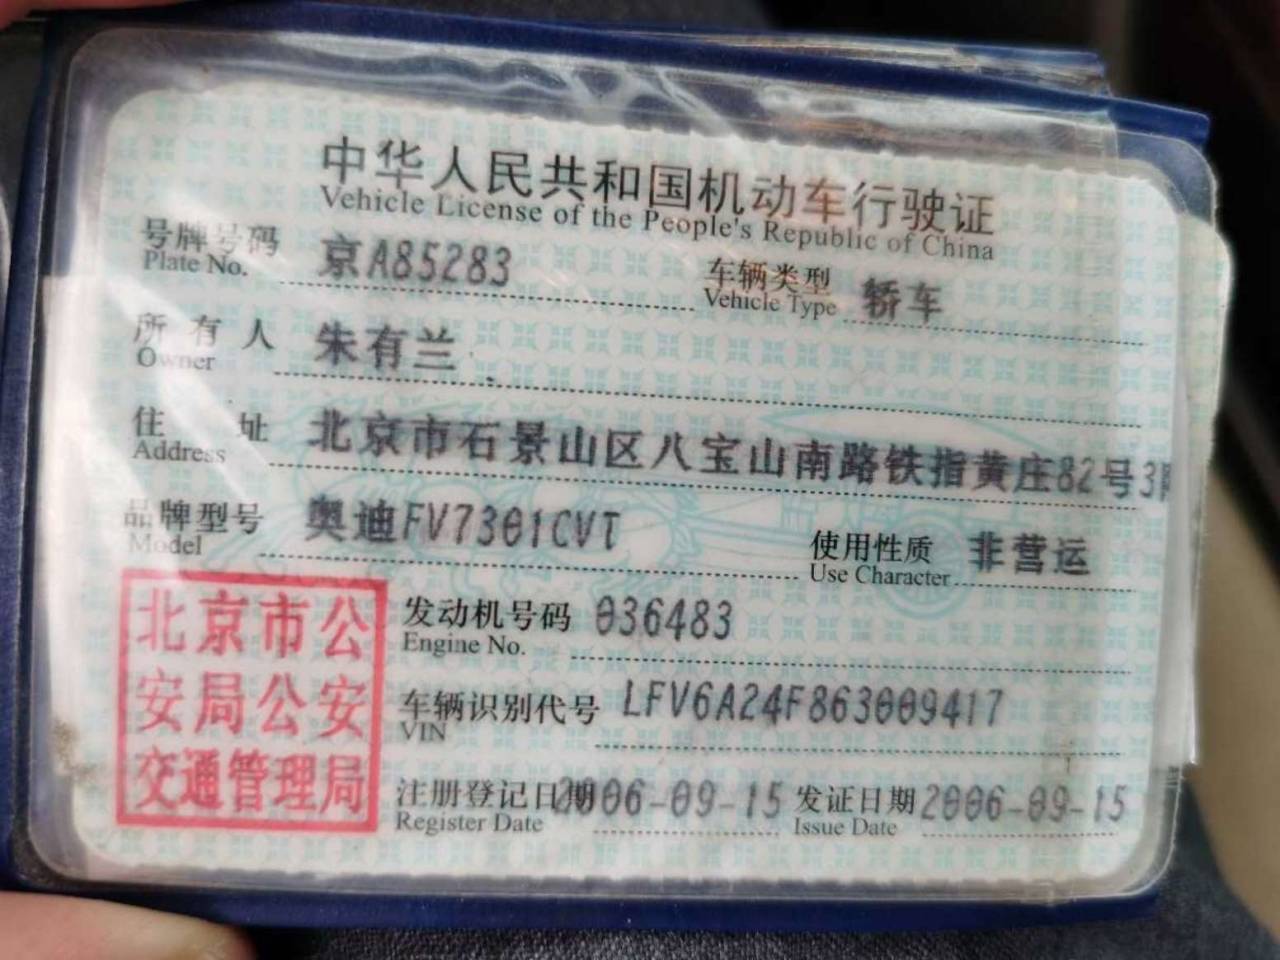 中华人民共和国机动车行驶证
Vehicle License of the People's Republic of China
号牌号码 京A85283 车辆类型 轿车
Plate No. Vehicle Type
所有人 朱有兰
Owner
住址 北京市石景山区八宝山南路铁指黄庄82号3
Address
品牌型号 奥迪FV7301CVT 使用性质 非营运
Model Use Character
北京市公
安局公安
交通管理局
发动机号码 036483
Engine No.
车辆识别代号 LFV6A24F863009417
VIN
注册登记日期 2006-09-15 发证日期 2006-09-15
Register Date Issue Date